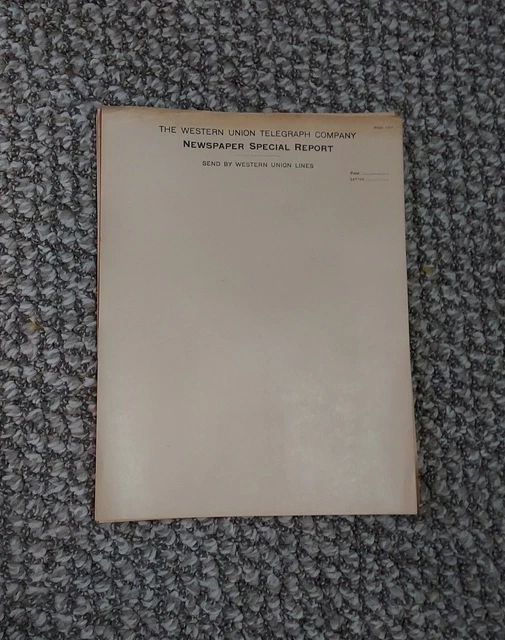 THE WESTERN UNION TELEGRAPH COMPANY
NEWSPAPER SPECIAL REPORT
SEND BY WESTERN UNION LINES